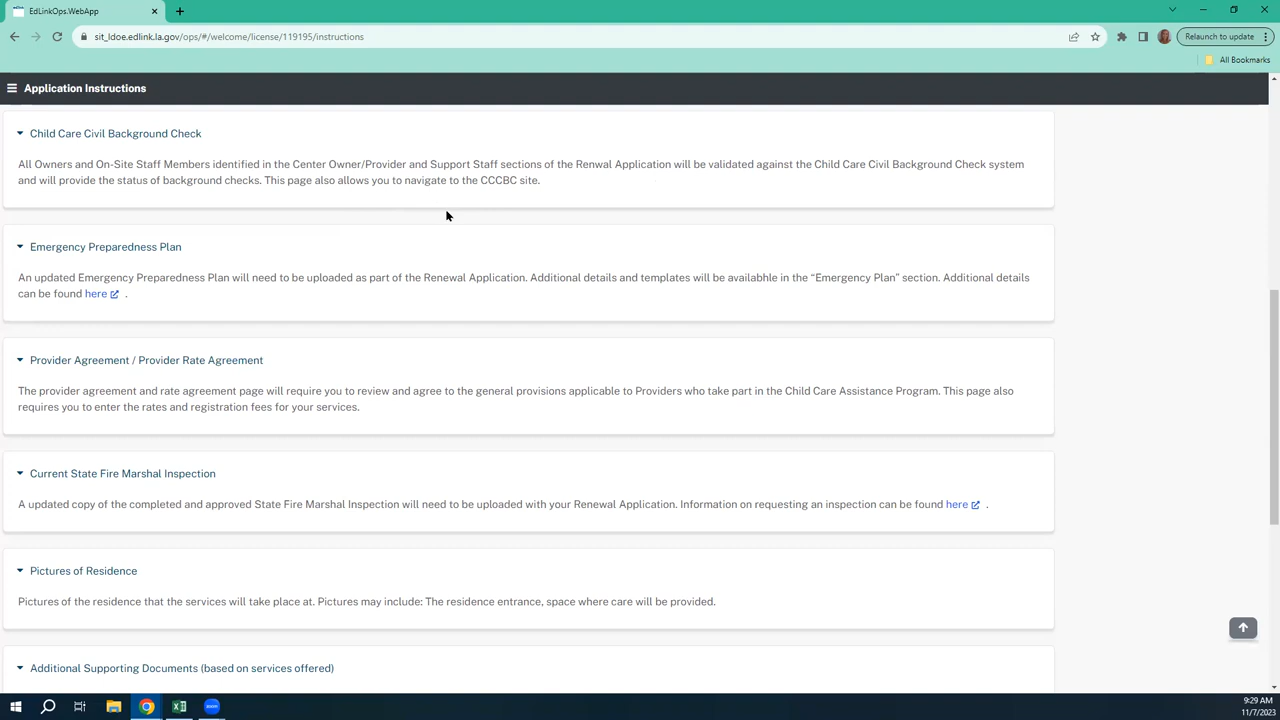 EdLinkOps.WebApp
sit_ldoe.edlink.la.gov/ops/#/welcome/license/119195/instructions
Relaunch to update
All Bookmarks
Application Instructions
Child Care Civil Background Check
All Owners and On-Site Staff Members identified in the Center Owner/Provider and Support Staff sections of the Renwal Application will be validated against the Child Care Civil Background Check system
and will provide the status of background checks. This page also allows you to navigate to the CCCBC site.
Emergency Preparedness Plan
An updated Emergency Preparedness Plan will need to be uploaded as part of the Renewal Application. Additional details and templates will be availabhle in the “Emergency Plan” section. Additional details
can be found here .
Provider Agreement / Provider Rate Agreement
The provider agreement and rate agreement page will require you to review and agree to the general provisions applicable to Providers who take part in the Child Care Assistance Program. This page also
requires you to enter the rates and registration fees for your services.
Current State Fire Marshal Inspection
A updated copy of the completed and approved State Fire Marshal Inspection will need to be uploaded with your Renewal Application. Information on requesting an inspection can be found here .
Pictures of Residence
Pictures of the residence that the services will take place at. Pictures may include: The residence entrance, space where care will be provided.
Additional Supporting Documents (based on services offered)
9:29 AM
11/7/2023